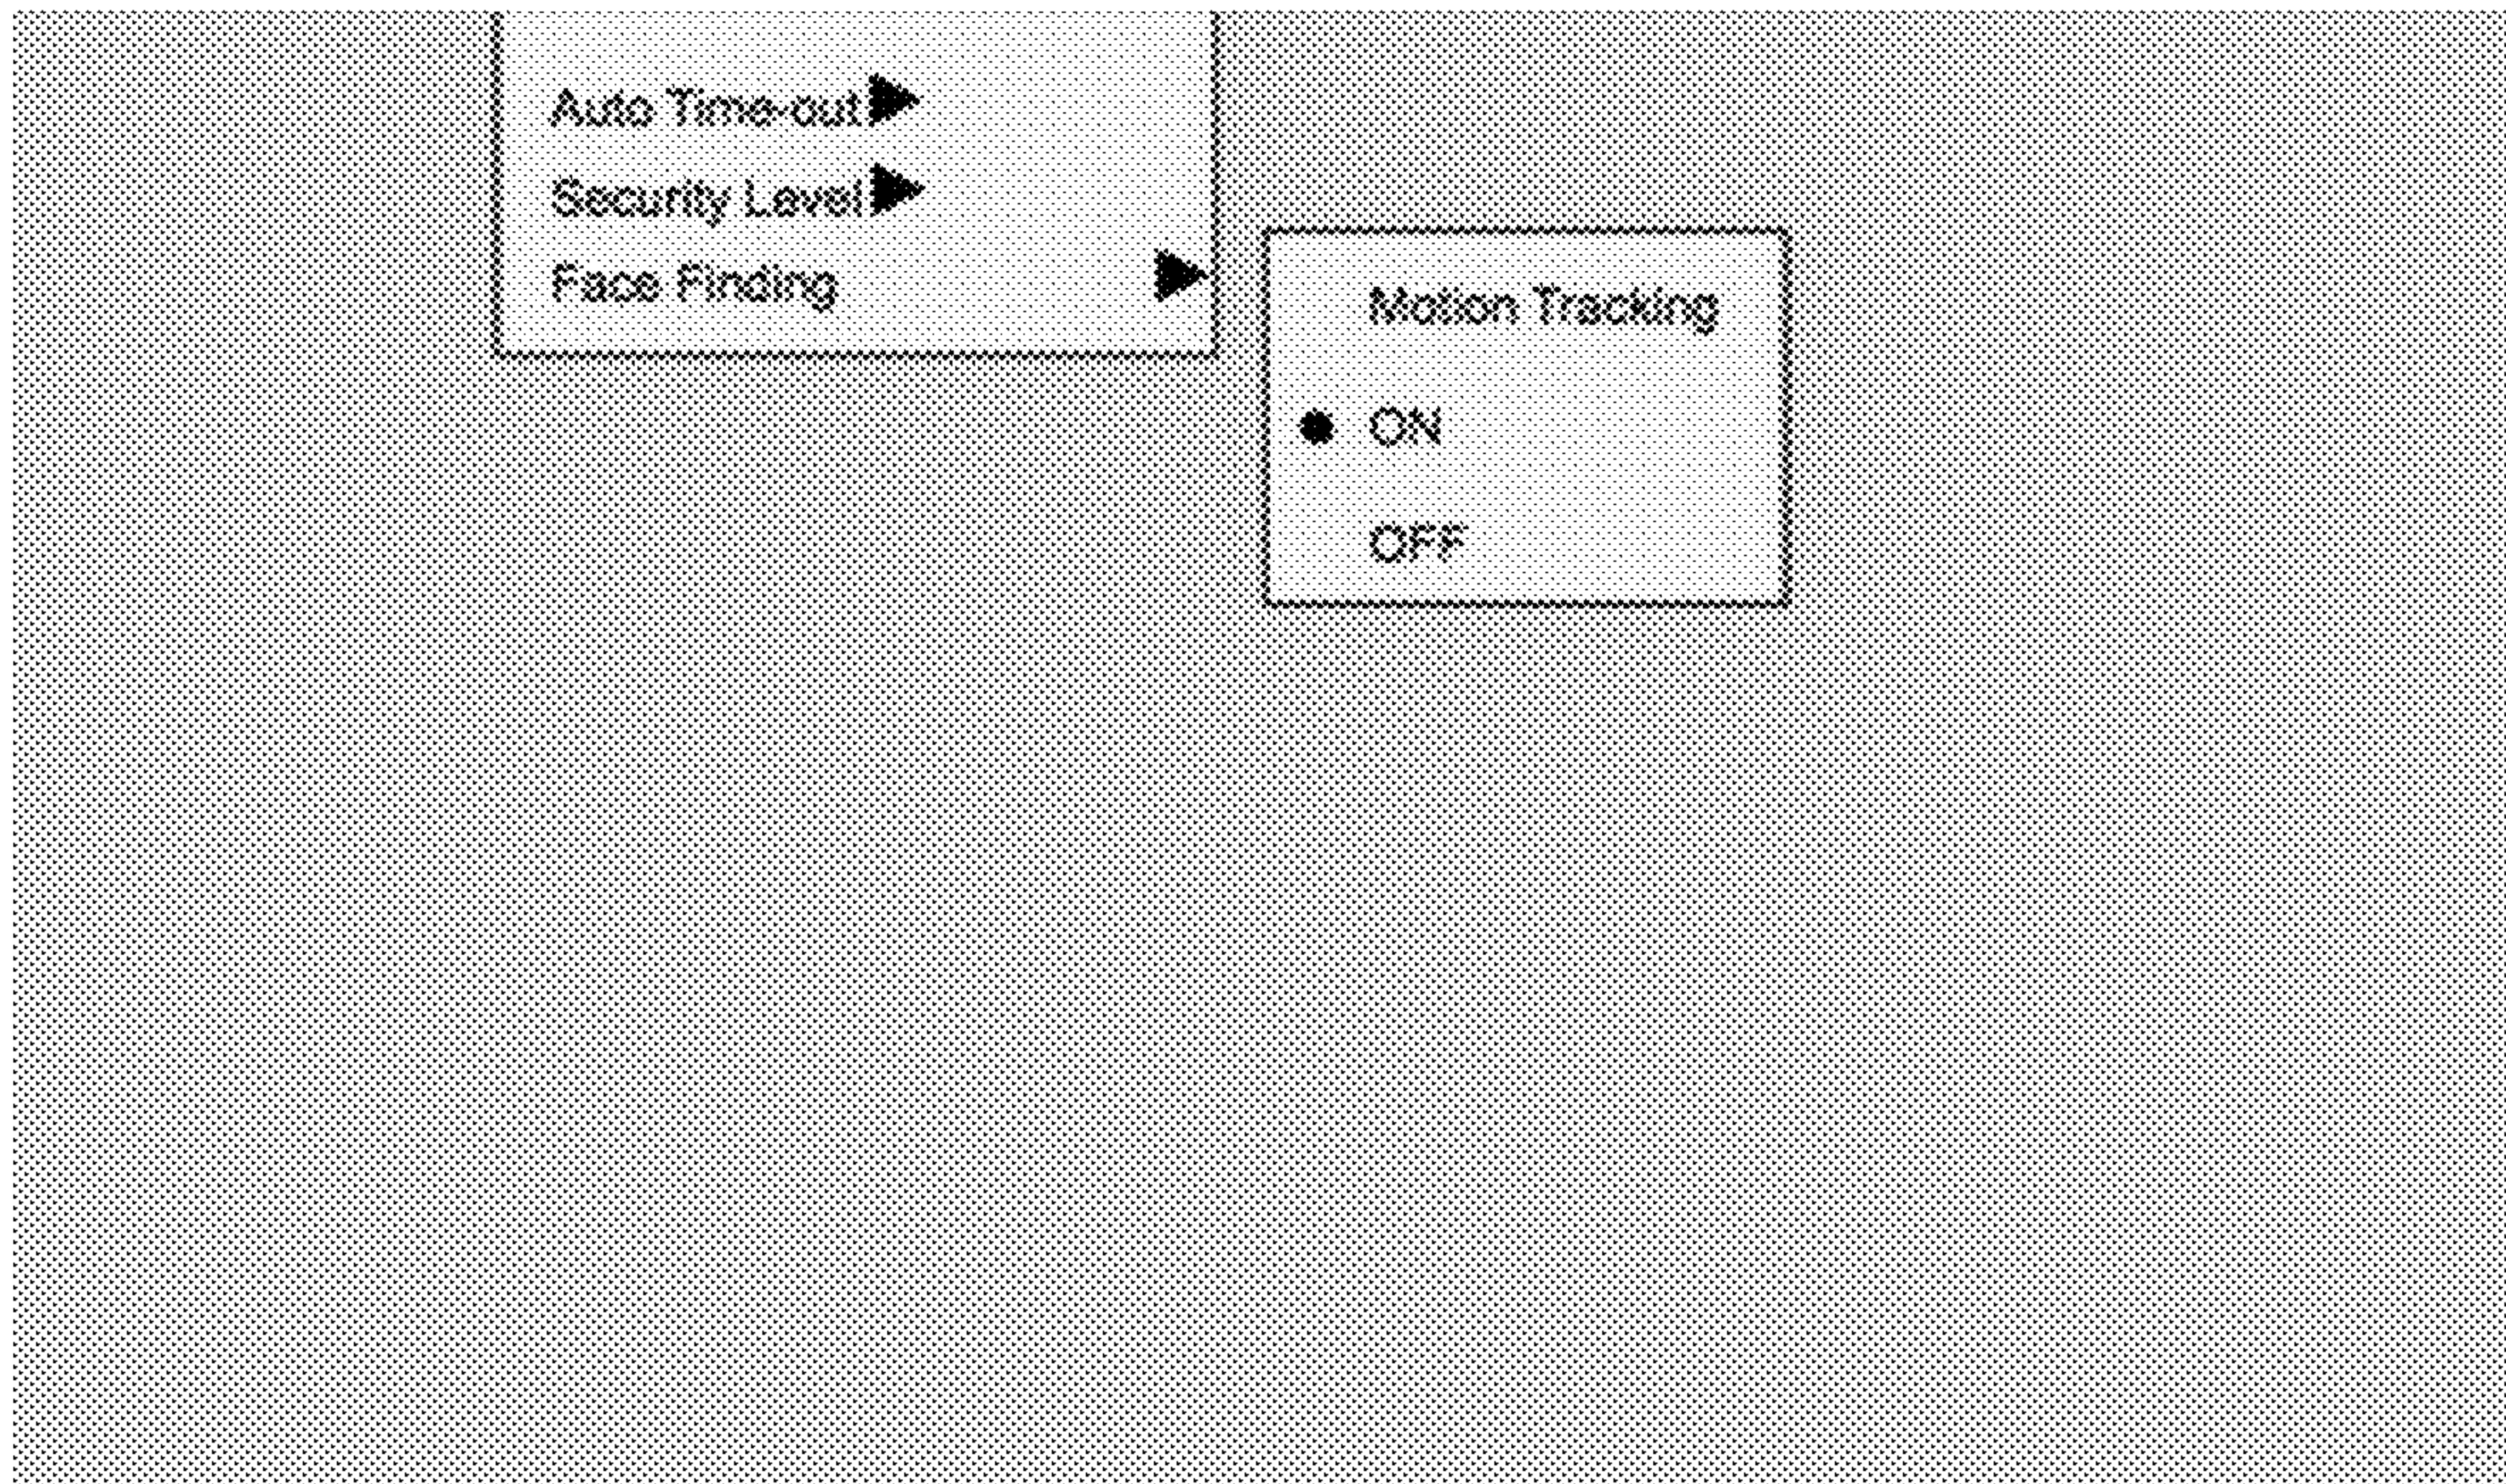 Auto Time-out
Security Level
Face Finding
Motion Tracking
ON
OFF